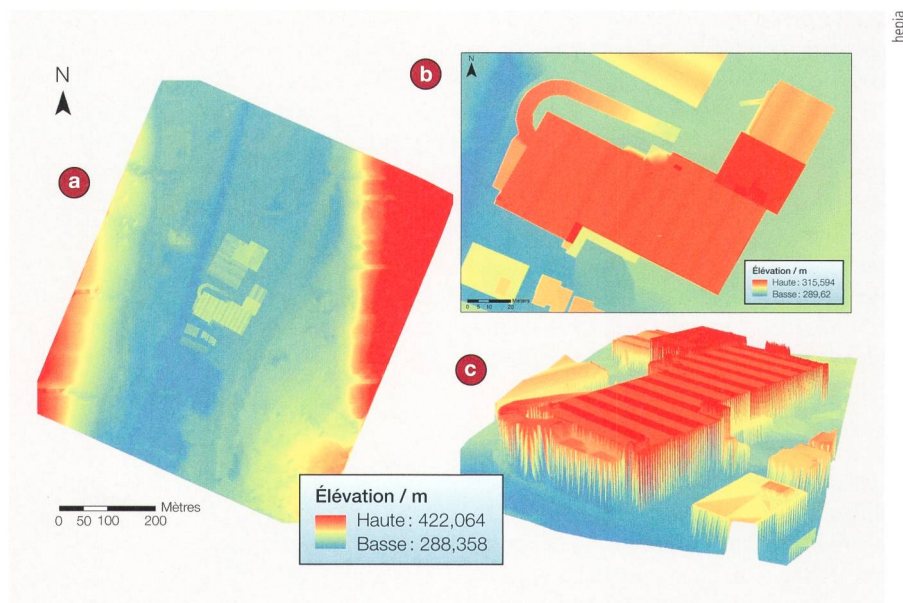 hepia
N
a
Mètres
0 50 100 200
Élévation / m
Haute : 422,064
Basse : 288,358
b
N
Élévation / m
Haute : 315,594
Basse : 289,62
Mètres
0 5 10 20
c